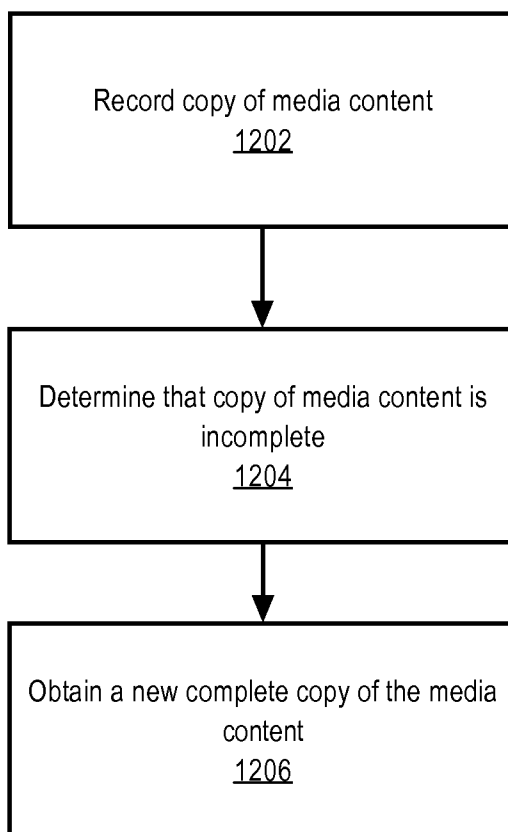 Record copy of media content
1202
Determine that copy of media content is
incomplete
1204
Obtain a new complete copy of the media
content
1206